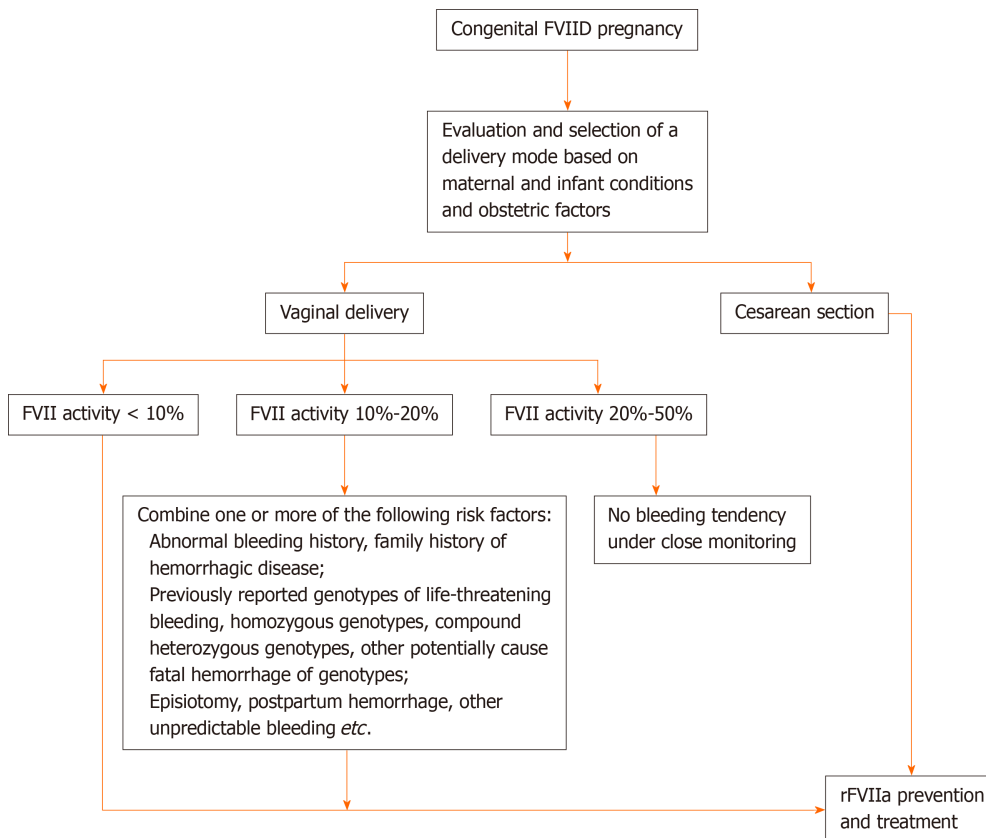 Congenital FVIID pregnancy
Evaluation and selection of a
delivery mode based on
maternal and infant conditions
and obstetric factors
Vaginal delivery
Cesarean section
FVII activity < 10%
FVII activity 10%-20%
FVII activity 20%-50%
Combine one or more of the following risk factors:
Abnormal bleeding history, family history of
hemorrhagic disease;
Previously reported genotypes of life-threatening
bleeding, homozygous genotypes, compound
heterozygous genotypes, other potentially cause
fatal hemorrhage of genotypes;
Episiotomy, postpartum hemorrhage, other
unpredictable bleeding etc.
No bleeding tendency
under close monitoring
rFVIIa prevention
and treatment